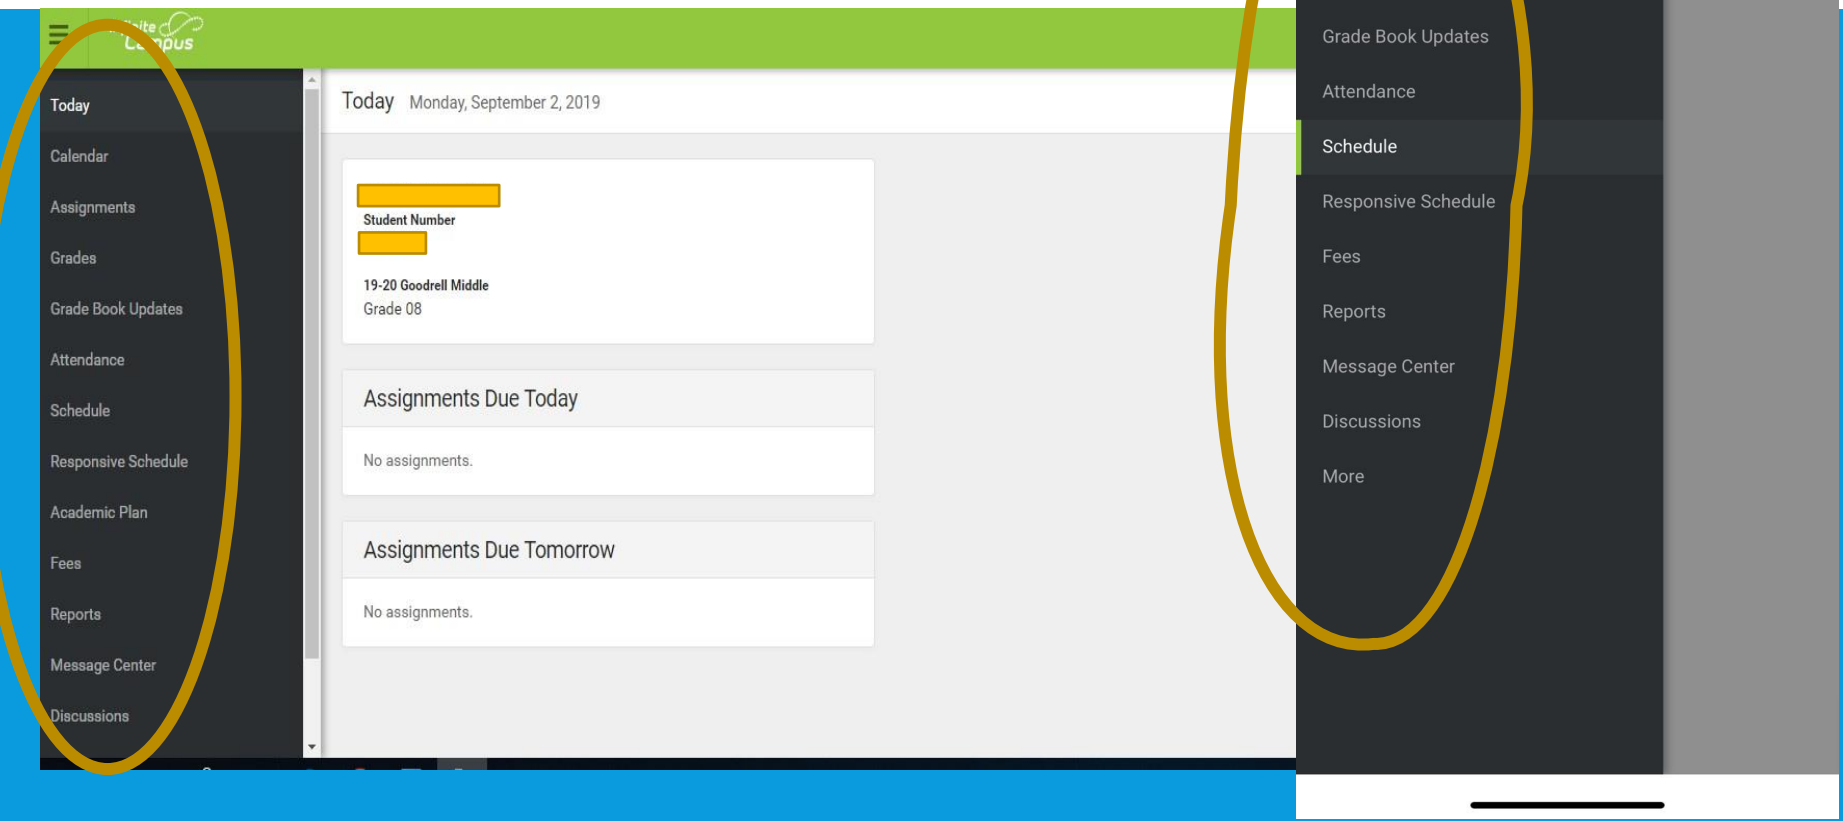 Campus
Today
Calendar
Assignments
Grades
Grade Book Updates
Attendance
Schedule
Responsive Schedule
Academic Plan
Fees
Reports
Message Center
Discussions
Today Monday, September 2, 2019
Student Number
19-20 Goodrell Middle
Grade 08
Assignments Due Today
No assignments.
Assignments Due Tomorrow
No assignments.
Grade Book Updates
Attendance
Schedule
Responsive Schedule
Fees
Reports
Message Center
Discussions
More